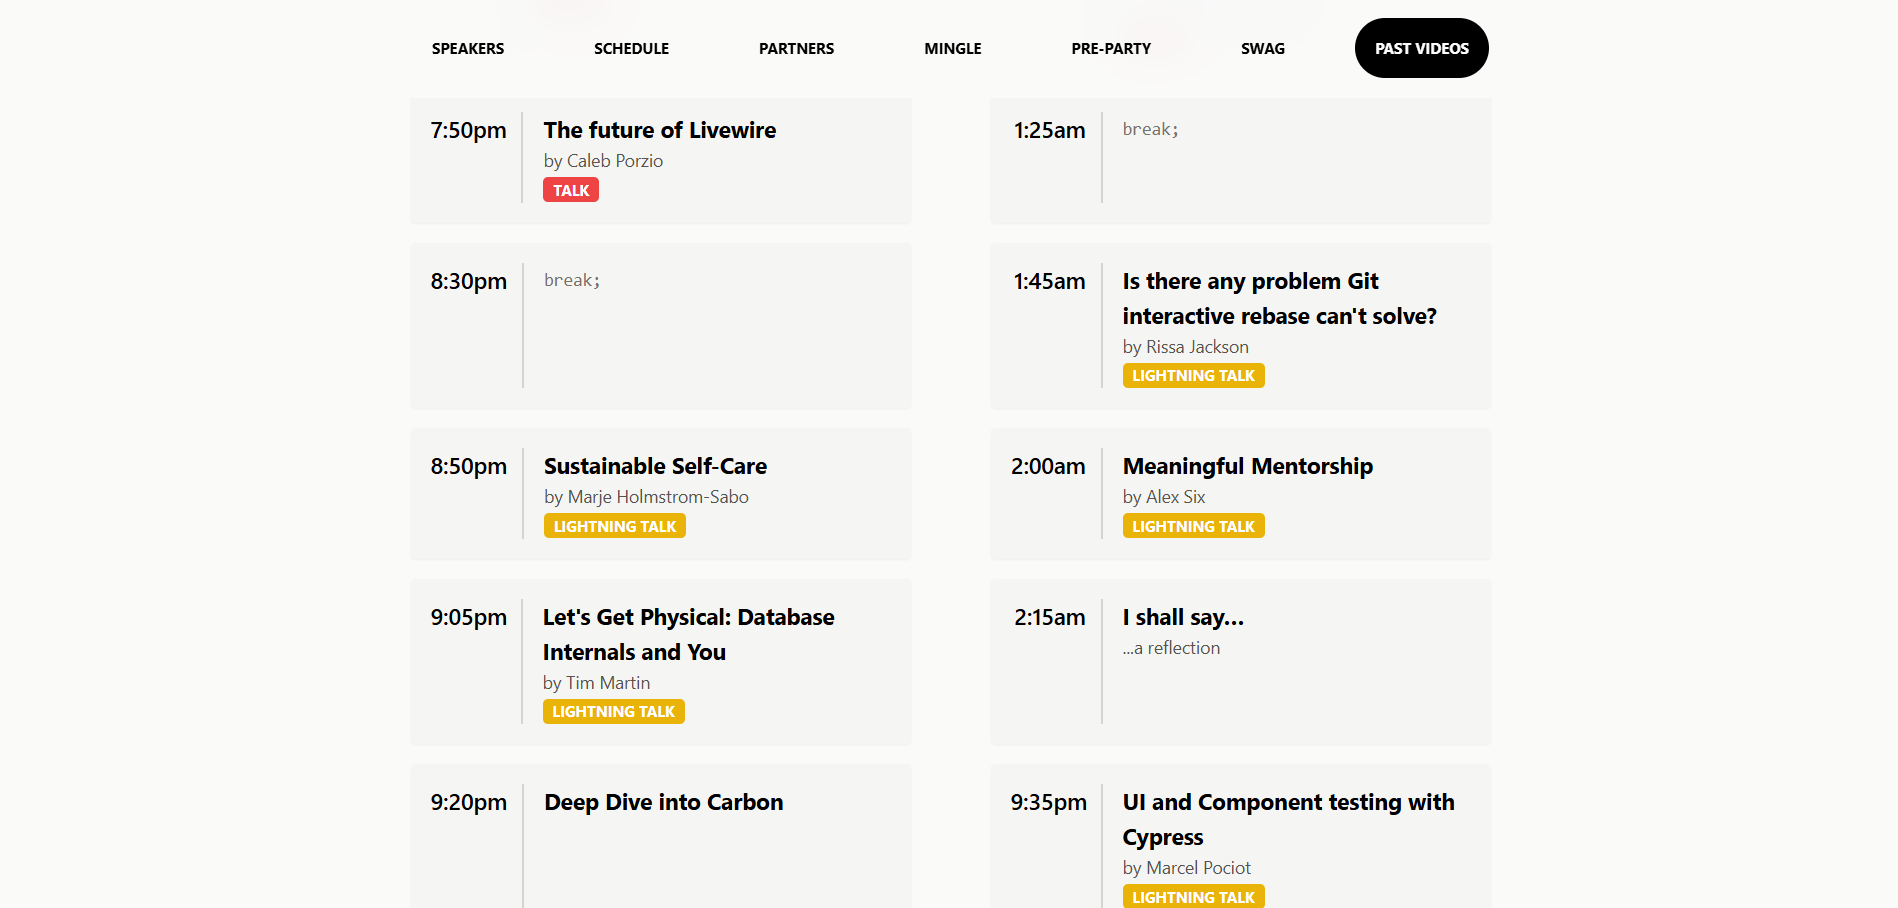 SPEAKERS SCHEDULE PARTNERS MINGLE PRE-PARTY SWAG PAST VIDEOS
7:50pm
The future of Livewire
by Caleb Porzio
TALK
1:25am
break;
8:30pm
break;
1:45am
Is there any problem Git
interactive rebase can't solve?
by Rissa Jackson
LIGHTNING TALK
8:50pm
Sustainable Self-Care
by Marje Holmstrom-Sabo
LIGHTNING TALK
2:00am
Meaningful Mentorship
by Alex Six
LIGHTNING TALK
9:05pm
Let's Get Physical: Database
Internals and You
by Tim Martin
LIGHTNING TALK
2:15am
I shall say...
...a reflection
9:20pm
Deep Dive into Carbon
9:35pm
UI and Component testing with
Cypress
by Marcel Pociot
LIGHTNING TALK